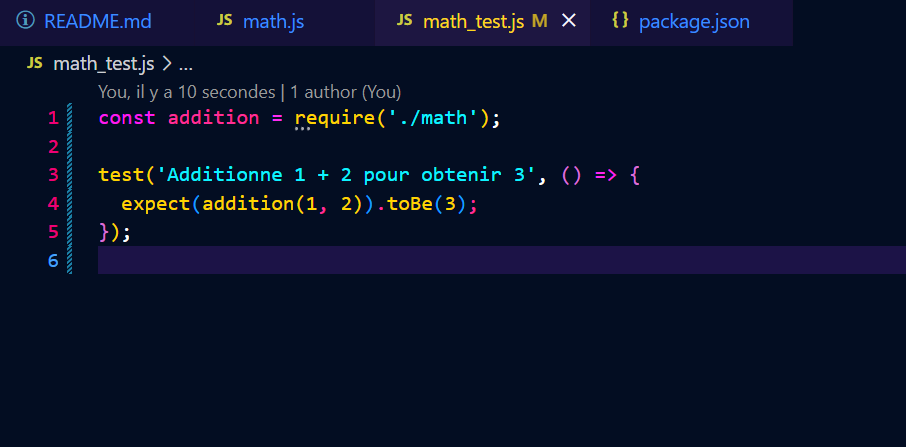 README.md JS math.js JS math_test.js M {} package.json
JS math_test.js > ...
You, il y a 10 secondes | 1 author (You)
1 const addition = require('./math');
2
3 test('Additionne 1 + 2 pour obtenir 3', () => {
4 expect(addition(1, 2)).toBe(3);
5 });
6